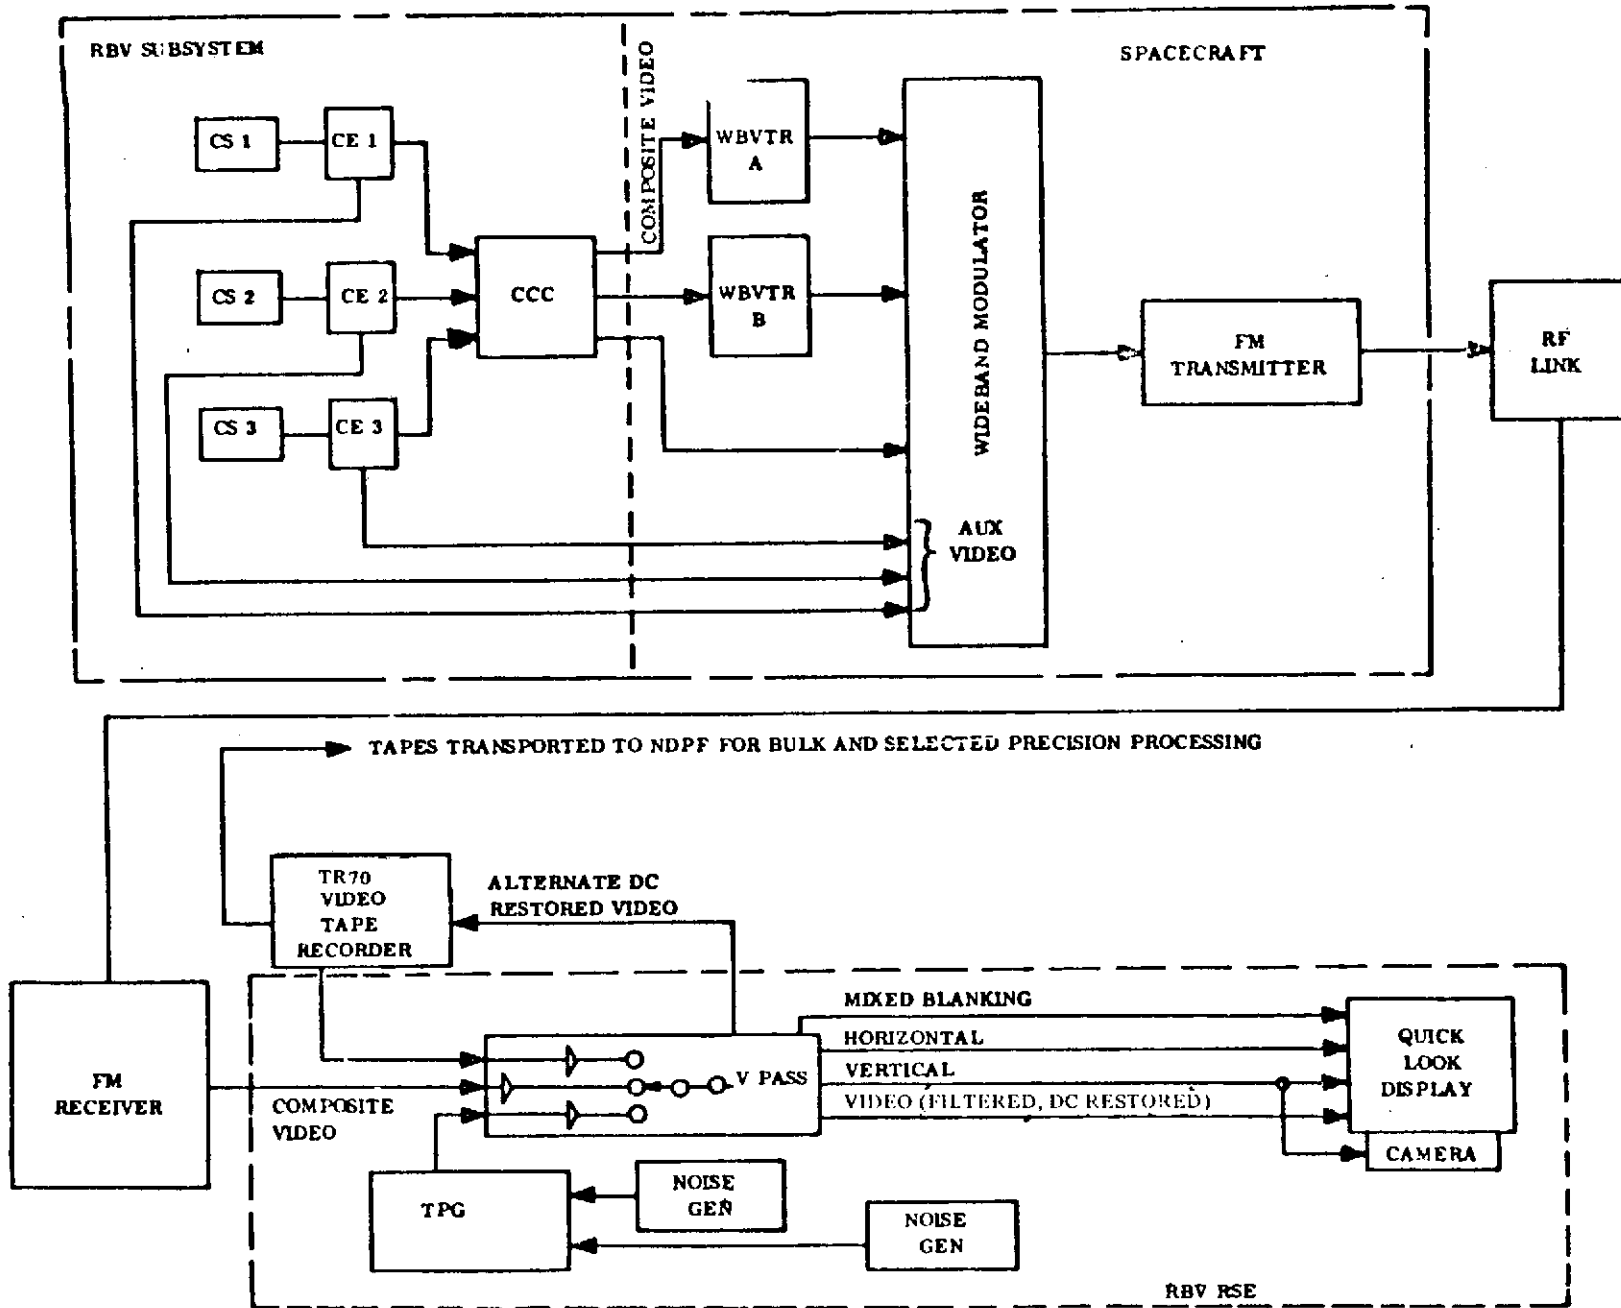 RBV SUBSYSTEM
SPACECRAFT
COMPOSITE VIDEO
CS 1
CE 1
WBVTR
A
CS 2
CE 2
CCC
WBVTR
B
CS 3
CE 3
WIDEBAND MODULATOR
AUX
VIDEO
FM
TRANSMITTER
RF
LINK
TAPES TRANSPORTED TO NDPF FOR BULK AND SELECTED PRECISION PROCESSING
TR70
VIDEO
TAPE
RECORDER
ALTERNATE DC
RESTORED VIDEO
FM
RECEIVER
COMPOSITE
VIDEO
V PASS
MIXED BLANKING
HORIZONTAL
VERTICAL
VIDEO (FILTERED, DC RESTORED)
QUICK
LOOK
DISPLAY
CAMERA
TPG
NOISE
GEN
NOISE
GEN
RBV RSE